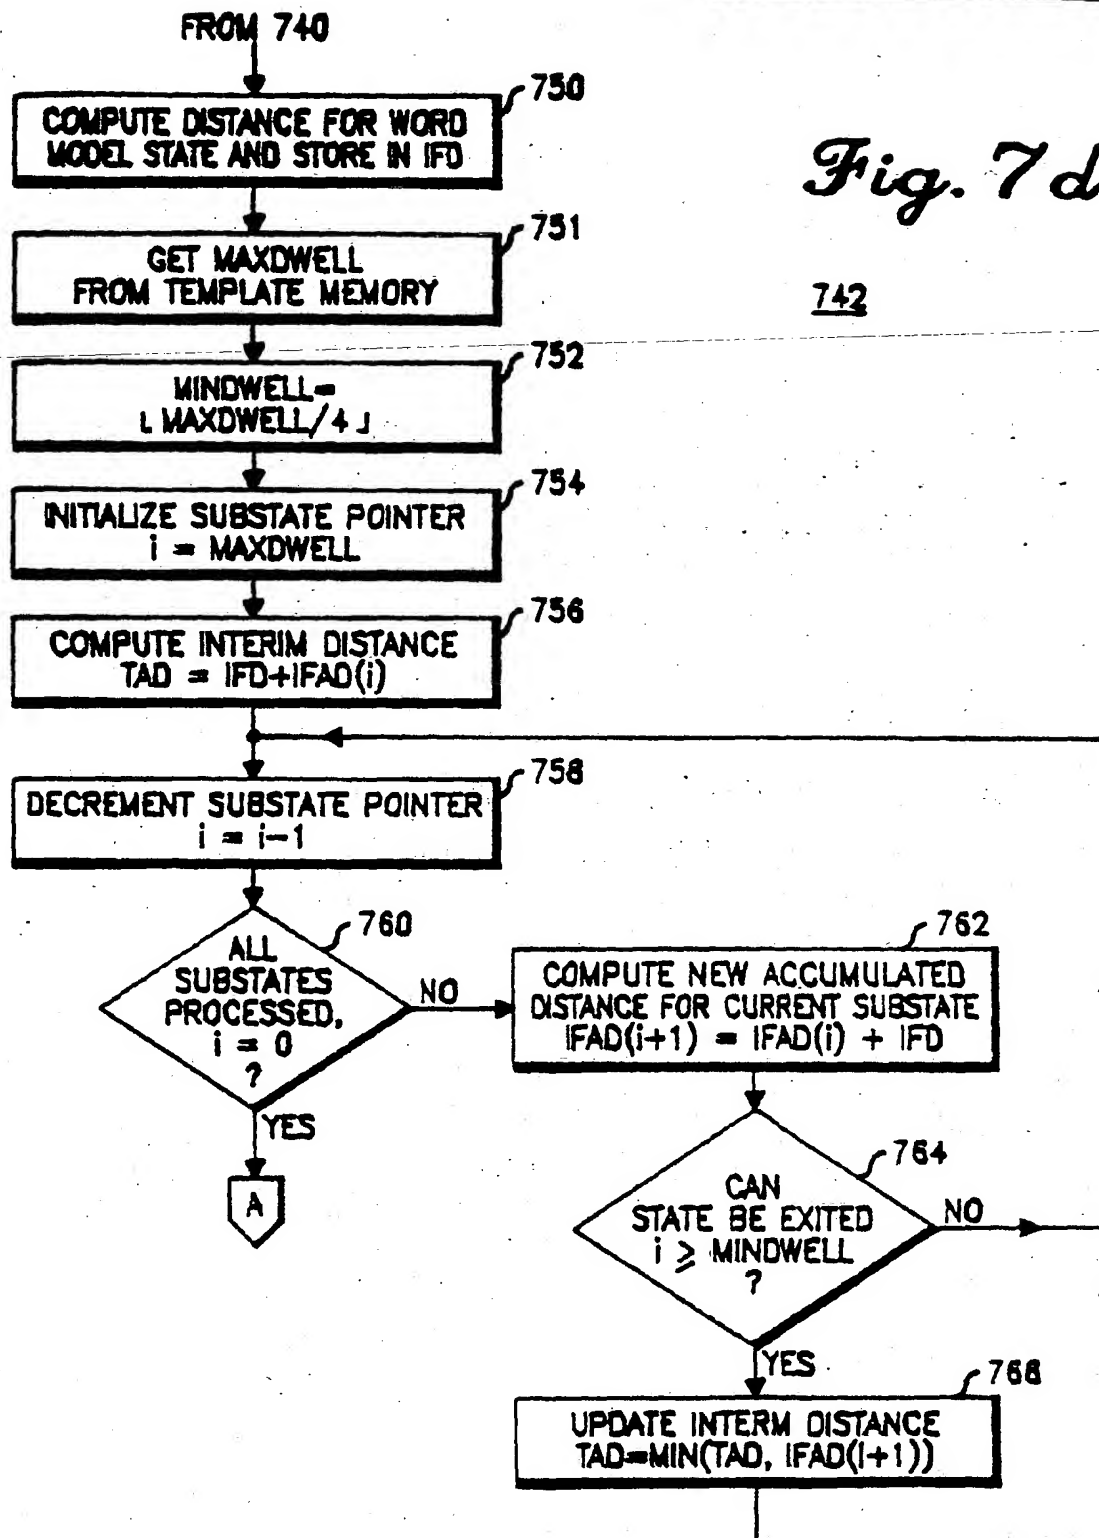 FROM 740
750
COMPUTE DISTANCE FOR WORD
MODEL STATE AND STORE IN IFD
Fig. 7d
742
751
GET MAXDWELL
FROM TEMPLATE MEMORY
752
MINDWELL=
⌊ MAXDWELL/4 ⌋
754
INITIALIZE SUBSTATE POINTER
i = MAXDWELL
756
COMPUTE INTERIM DISTANCE
TAD = IFD+IFAD(i)
758
DECREMENT SUBSTATE POINTER
i = i-1
760
ALL
SUBSTATES
PROCESSED,
i = 0
?
NO
YES
A
762
COMPUTE NEW ACCUMULATED
DISTANCE FOR CURRENT SUBSTATE
IFAD(i+1) = IFAD(i) + IFD
764
CAN
STATE BE EXITED
i ≥ MINDWELL
?
NO
YES
766
UPDATE INTERM DISTANCE
TAD=MIN(TAD, IFAD(i+1))